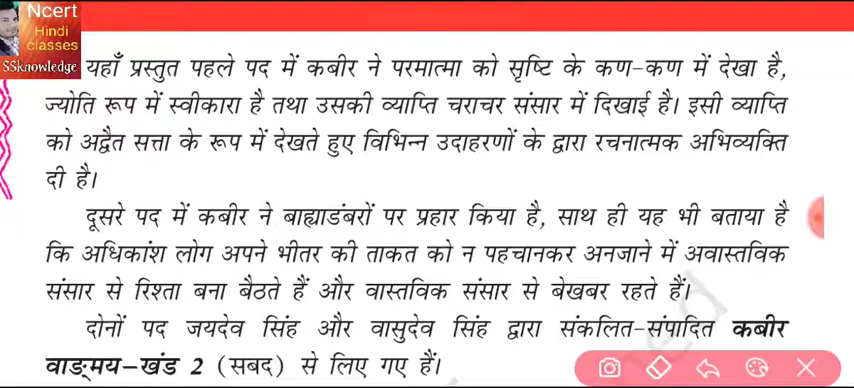 Ncert
Hindi
classes
SSknowledge
यहाँ प्रस्तुत पहले पद में कबीर ने परमात्मा को सृष्टि के कण-कण में देखा है,
ज्योति रूप में स्वीकारा है तथा उसकी व्याप्ति चराचर संसार में दिखाई है। इसी व्याप्ति
को अद्वैत सत्ता के रूप में देखते हुए विभिन्न उदाहरणों के द्वारा रचनात्मक अभिव्यक्ति
दी है।
दूसरे पद में कबीर ने बाह्याडंबरों पर प्रहार किया है, साथ ही यह भी बताया है
कि अधिकांश लोग अपने भीतर की ताकत को न पहचानकर अनजाने में अवास्तविक
संसार से रिश्ता बना बैठते हैं और वास्तविक संसार से बेखबर रहते हैं।
दोनों पद जयदेव सिंह और वासुदेव सिंह द्वारा संकलित-संपादित कबीर
वाङ्मय-खंड 2 (सबद) से लिए गए हैं।